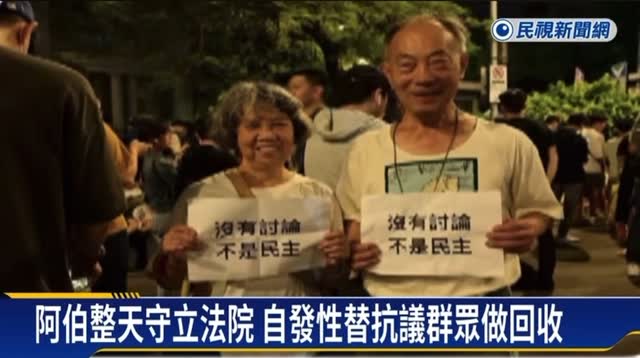 民視新聞網
沒有討論
不是民主
沒有討論
不是民主
阿伯整天守立法院 自發性替抗議群眾做回收